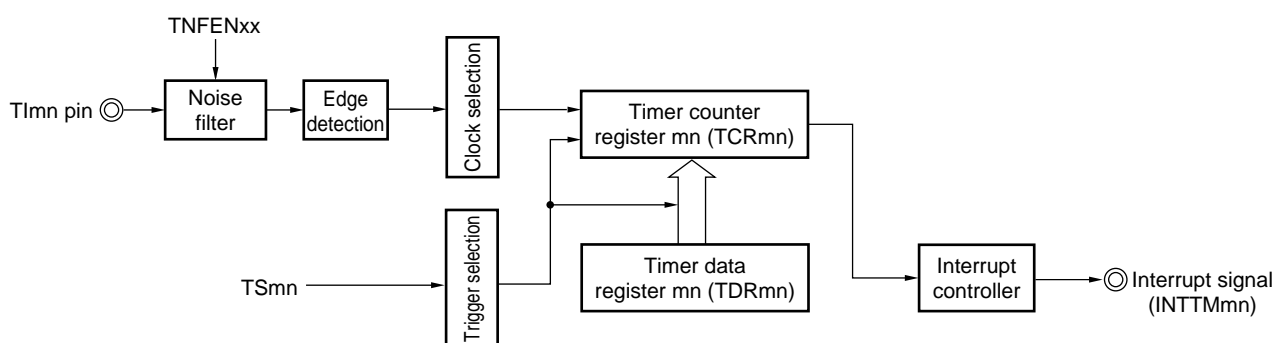 TNFENxx
TImn pin
Noise
filter
Edge
detection
Clock selection
Timer counter
register mn (TCRmn)
TSmn
Trigger selection
Timer data
register mn (TDRmn)
Interrupt
controller
Interrupt signal
(INTTMmn)